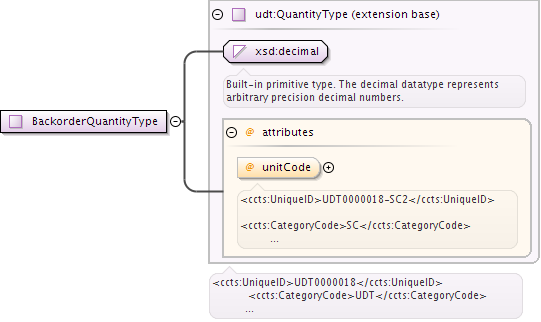 udt:QuantityType (extension base)
xsd:decimal
Built-in primitive type. The decimal datatype represents
arbitrary precision decimal numbers.
BackorderQuantityType
@ attributes
@ unitCode
<ccts:UniqueID>UDT0000018-SC2</ccts:UniqueID>
<ccts:CategoryCode>SC</ccts:CategoryCode>
...
<ccts:UniqueID>UDT0000018</ccts:UniqueID>
<ccts:CategoryCode>UDT</ccts:CategoryCode>
...